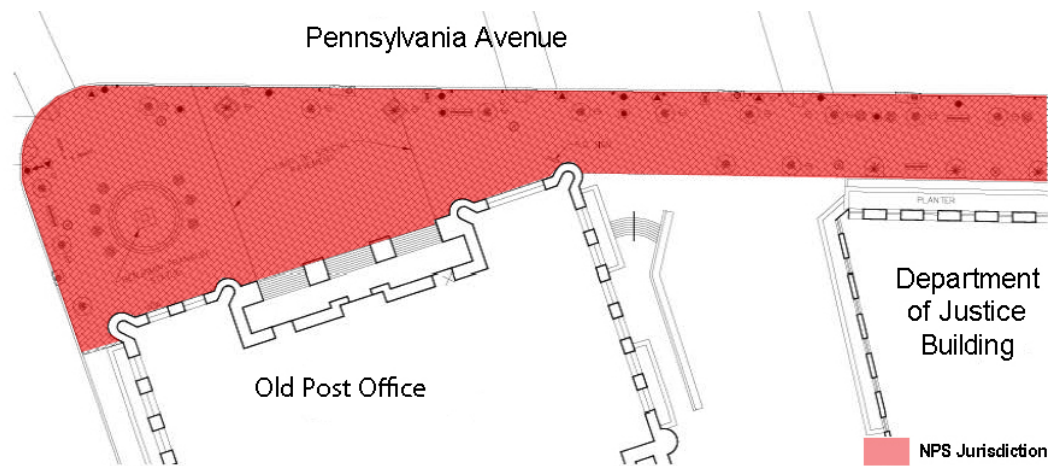 Pennsylvania Avenue
PLANTER
Department
of Justice
Building
Old Post Office
NPS Jurisdiction